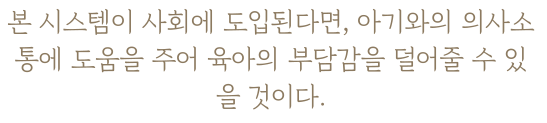 본 시스템이 사회에 도입된다면, 아기와의 의사소
통에 도움을 주어 육아의 부담감을 덜어줄 수 있
을 것이다.